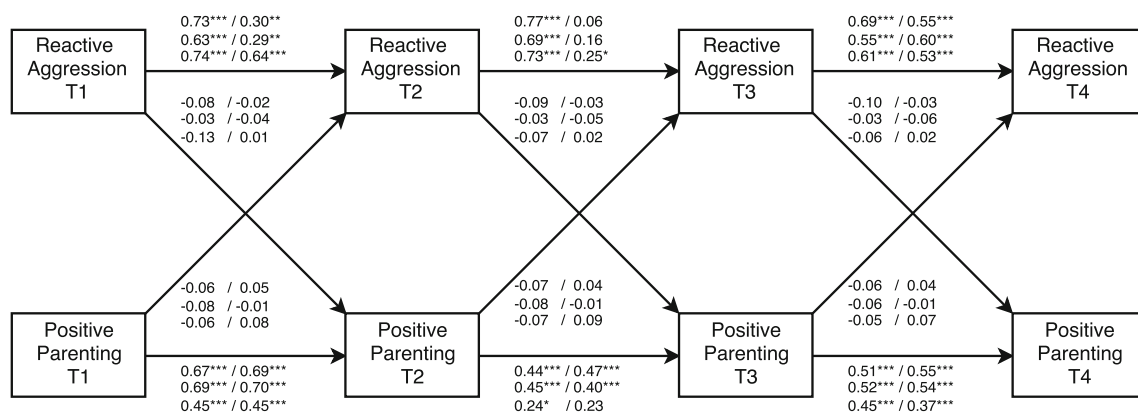 0.73*** / 0.30**
0.63*** / 0.29**
0.74*** / 0.64***
0.77*** / 0.06
0.69*** / 0.16
0.73*** / 0.25*
0.69*** / 0.55***
0.55*** / 0.60***
0.61*** / 0.53***
Reactive
Aggression
T1
Reactive
Aggression
T2
Reactive
Aggression
T3
Reactive
Aggression
T4
-0.08 / -0.02
-0.03 / -0.04
-0.13 / 0.01
-0.09 / -0.03
-0.03 / -0.05
-0.07 / 0.02
-0.10 / -0.03
-0.03 / -0.06
-0.06 / 0.02
-0.06 / 0.05
-0.08 / -0.01
-0.06 / 0.08
-0.07 / 0.04
-0.08 / -0.01
-0.07 / 0.09
-0.06 / 0.04
-0.06 / -0.01
-0.05 / 0.07
Positive
Parenting
T1
Positive
Parenting
T2
Positive
Parenting
T3
Positive
Parenting
T4
0.67*** / 0.69***
0.69*** / 0.70***
0.45*** / 0.45***
0.44*** / 0.47***
0.45*** / 0.40***
0.24* / 0.23
0.51*** / 0.55***
0.52*** / 0.54***
0.45*** / 0.37***